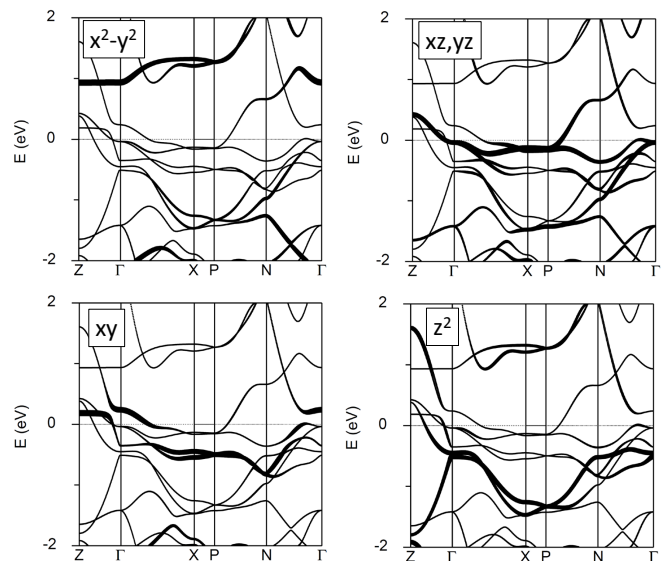 x²-y²
2
0
-2
E (eV)
Z Γ X P N Γ
xz,yz
2
0
-2
E (eV)
Z Γ X P N Γ
xy
2
0
-2
E (eV)
Z Γ X P N Γ
z²
2
0
-2
E (eV)
Z Γ X P N Γ